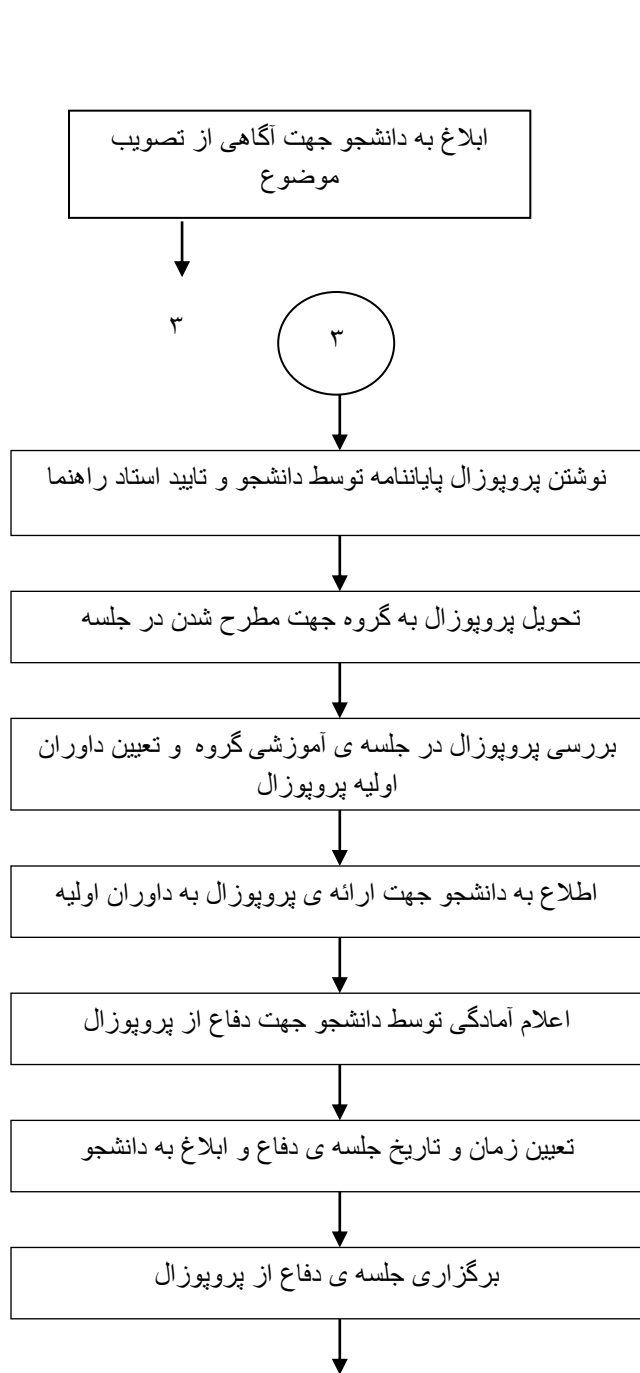 ابلاغ به دانشجو جهت آگاهی از تصویب
موضوع
۳
۳
نوشتن پروپوزال پایاننامه توسط دانشجو و تایید استاد راهنما
تحویل پروپوزال به گروه جهت مطرح شدن در جلسه
بررسی پروپوزال در جلسه ی آموزشی گروه و تعیین داوران
اولیه پروپوزال
اطلاع به دانشجو جهت ارائه ی پروپوزال به داوران اولیه
اعلام آمادگی توسط دانشجو جهت دفاع از پروپوزال
تعیین زمان و تاریخ جلسه ی دفاع و ابلاغ به دانشجو
برگزاری جلسه ی دفاع از پروپوزال